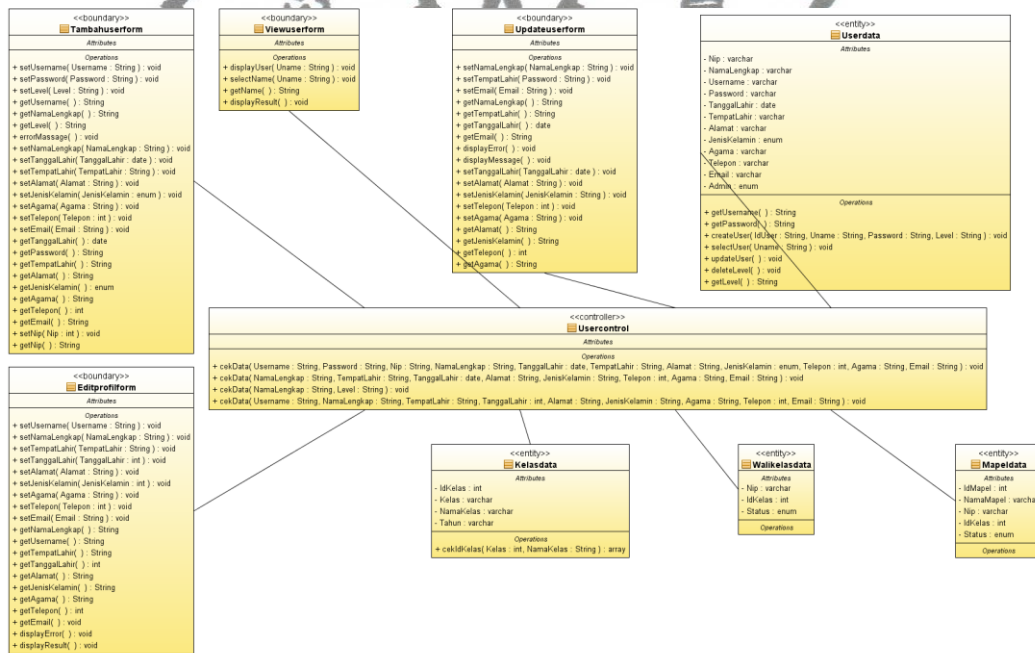 <<boundary>>
Tambahuserform
Attributes
Operations
+ setUsername( Username : String ) : void
+ setPassword( Password : String ) : void
+ setLevel( Level : String ) : void
+ getUsername( ) : String
+ getNamaLengkap( ) : String
+ getLevel( ) : String
+ errorMassage( ) : void
+ setNamaLengkap( NamaLengkap : String ) : void
+ setTanggalLahir( TanggalLahir : date ) : void
+ setTempatLahir( TempatLahir : String ) : void
+ setAlamat( Alamat : String ) : void
+ setJenisKelamin( JenisKelamin : enum ) : void
+ setAgama( Agama : String ) : void
+ setTelepon( Telepon : int ) : void
+ setEmail( Email : String ) : void
+ getTanggalLahir( ) : date
+ getPassword( ) : String
+ getTempatLahir( ) : String
+ getAlamat( ) : String
+ getJenisKelamin( ) : enum
+ getAgama( ) : String
+ getTelepon( ) : int
+ getEmail( ) : String
+ setNip( Nip : int ) : void
+ getNip( ) : String
<<boundary>>
Viewuserform
Attributes
Operations
+ displayUser( Uname : String ) : void
+ selectName( Uname : String ) : void
+ getName( ) : String
+ displayResult( ) : void
<<boundary>>
Updateuserform
Attributes
Operations
+ setNamaLengkap( NamaLengkap : String ) : void
+ setTempatLahir( Password : String ) : void
+ setEmail( Email : String ) : void
+ getNamaLengkap( ) : String
+ getTempatLahir( ) : String
+ getTanggalLahir( ) : date
+ getEmail( ) : String
+ displayError( ) : void
+ displayMessage( ) : void
+ setTanggalLahir( TanggalLahir : date ) : void
+ setAlamat( Alamat : String ) : void
+ setJenisKelamin( JenisKelamin : String ) : void
+ setTelepon( Telepon : int ) : void
+ setAgama( Agama : String ) : void
+ getAlamat( ) : String
+ getJenisKelamin( ) : String
+ getTelepon( ) : int
+ getAgama( ) : String
<<entity>>
Userdata
Attributes
- Nip : varchar
- NamaLengkap : varchar
- Username : varchar
- Password : varchar
- TanggalLahir : date
- TempatLahir : varchar
- Alamat : varchar
- JenisKelamin : enum
- Agama : varchar
- Telepon : varchar
- Email : varchar
- Admin : enum
Operations
+ getUsername( ) : String
+ getPassword( ) : String
+ createUser( IdUser : String, Uname : String, Password : String, Level : String ) : void
+ selectUser( Uname : String ) : void
+ updateUser( ) : void
+ deleteLevel( ) : void
+ getLevel( ) : String
<<controller>>
Usercontrol
Attributes
Operations
+ cekData( Username : String, Password : String, Nip : String, NamaLengkap : String, TanggalLahir : date, TempatLahir : String, Alamat : String, JenisKelamin : enum, Telepon : int, Agama : String, Email : String ) : void
+ cekData( NamaLengkap : String, TempatLahir : String, TanggalLahir : date, Alamat : String, JenisKelamin : String, Telepon : int, Agama : String, Email : String ) : void
+ cekData( NamaLengkap : String, Level : String ) : void
+ cekData( Username : String, NamaLengkap : String, TempatLahir : String, TanggalLahir : int, Alamat : String, JenisKelamin : String, Agama : String, Telepon : int, Email : String ) : void
<<boundary>>
Editprofilform
Attributes
Operations
+ setUsername( Username : String ) : void
+ setNamaLengkap( NamaLengkap : String ) : void
+ setTempatLahir( TempatLahir : String ) : void
+ setTanggalLahir( TanggalLahir : int ) : void
+ setAlamat( Alamat : String ) : void
+ setJenisKelamin( JenisKelamin : int ) : void
+ setAgama( Agama : String ) : void
+ setTelepon( Telepon : int ) : void
+ setEmail( Email : String ) : void
+ getNamaLengkap( ) : String
+ getUsername( ) : String
+ getTempatLahir( ) : String
+ getTanggalLahir( ) : int
+ getAlamat( ) : String
+ getJenisKelamin( ) : String
+ getAgama( ) : String
+ getTelepon( ) : int
+ getEmail( ) : void
+ displayError( ) : void
+ displayResult( ) : void
<<entity>>
Kelasdata
Attributes
- IdKelas : int
- Kelas : varchar
- NamaKelas : varchar
- Tahun : varchar
Operations
+ cekIdKelas( Kelas : int, NamaKelas : String ) : array
<<entity>>
Walikelasdata
Attributes
- Nip : varchar
- IdKelas : int
- Status : enum
Operations
<<entity>>
Mapeldata
Attributes
- IdMapel : int
- NamaMapel : varchar
- Nip : varchar
- IdKelas : int
- Status : enum
Operations